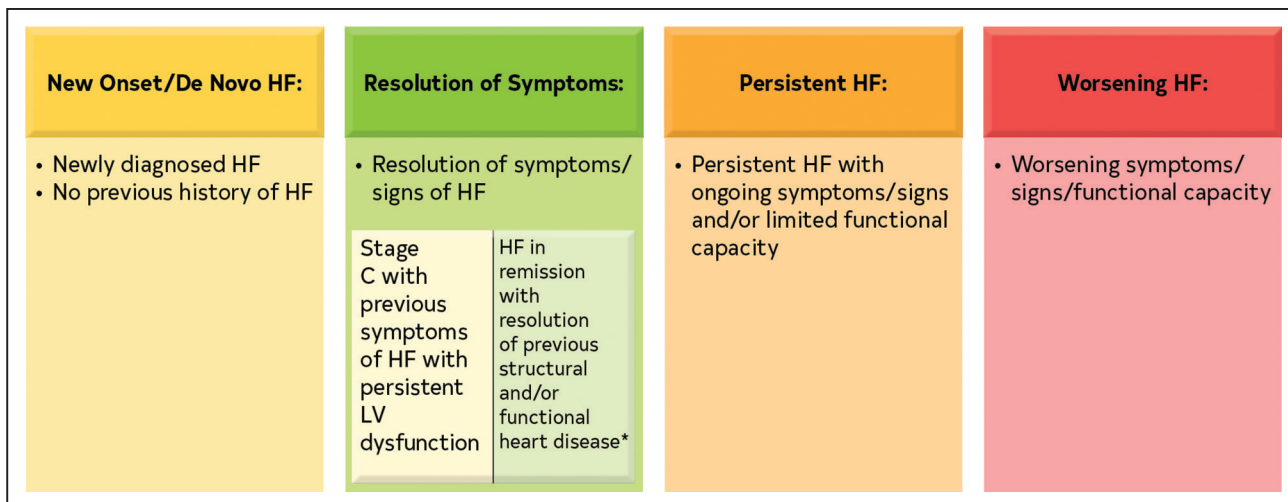 New Onset/De Novo HF:
• Newly diagnosed HF
• No previous history of HF
Resolution of Symptoms:
• Resolution of symptoms/
signs of HF
Stage
C with
previous
symptoms
of HF with
persistent
LV
dysfunction
HF in
remission
with
resolution
of previous
structural
and/or
functional
heart disease*
Persistent HF:
• Persistent HF with
ongoing symptoms/signs
and/or limited functional
capacity
Worsening HF:
• Worsening symptoms/
signs/functional capacity